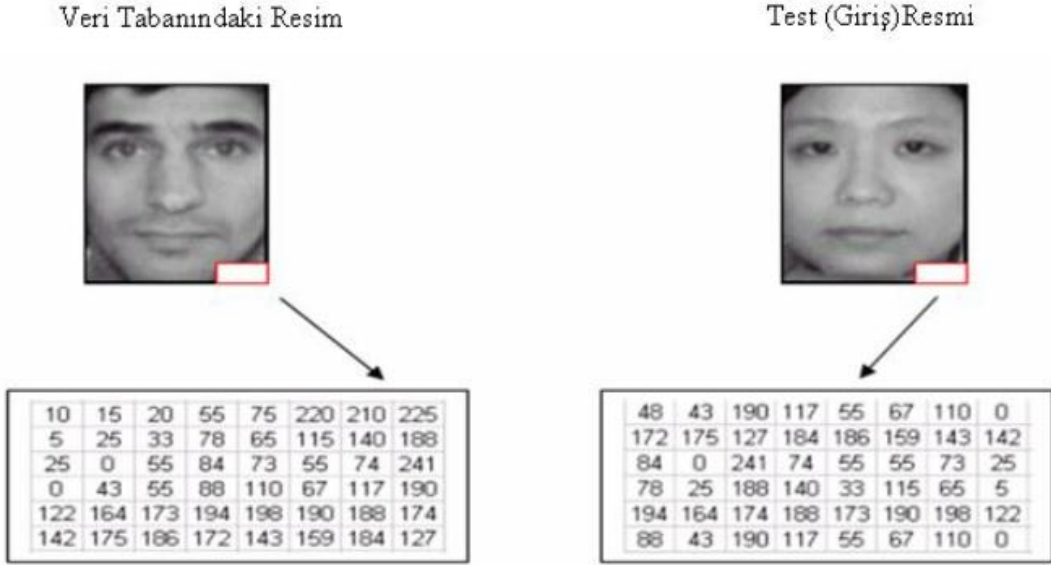 Veri Tabanındaki Resim
Test (Giriş)Resmi
10 15 20 55 75 220 210 225
5 25 33 78 65 115 140 188
25 0 55 84 73 55 74 241
0 43 55 88 110 67 117 190
122 164 173 194 198 190 188 174
142 175 186 172 143 159 184 127
48 43 190 117 55 67 110 0
172 175 127 184 186 159 143 142
84 0 241 74 55 55 73 25
78 25 188 140 33 115 65 5
194 164 174 188 173 190 198 122
88 43 190 117 55 67 110 0